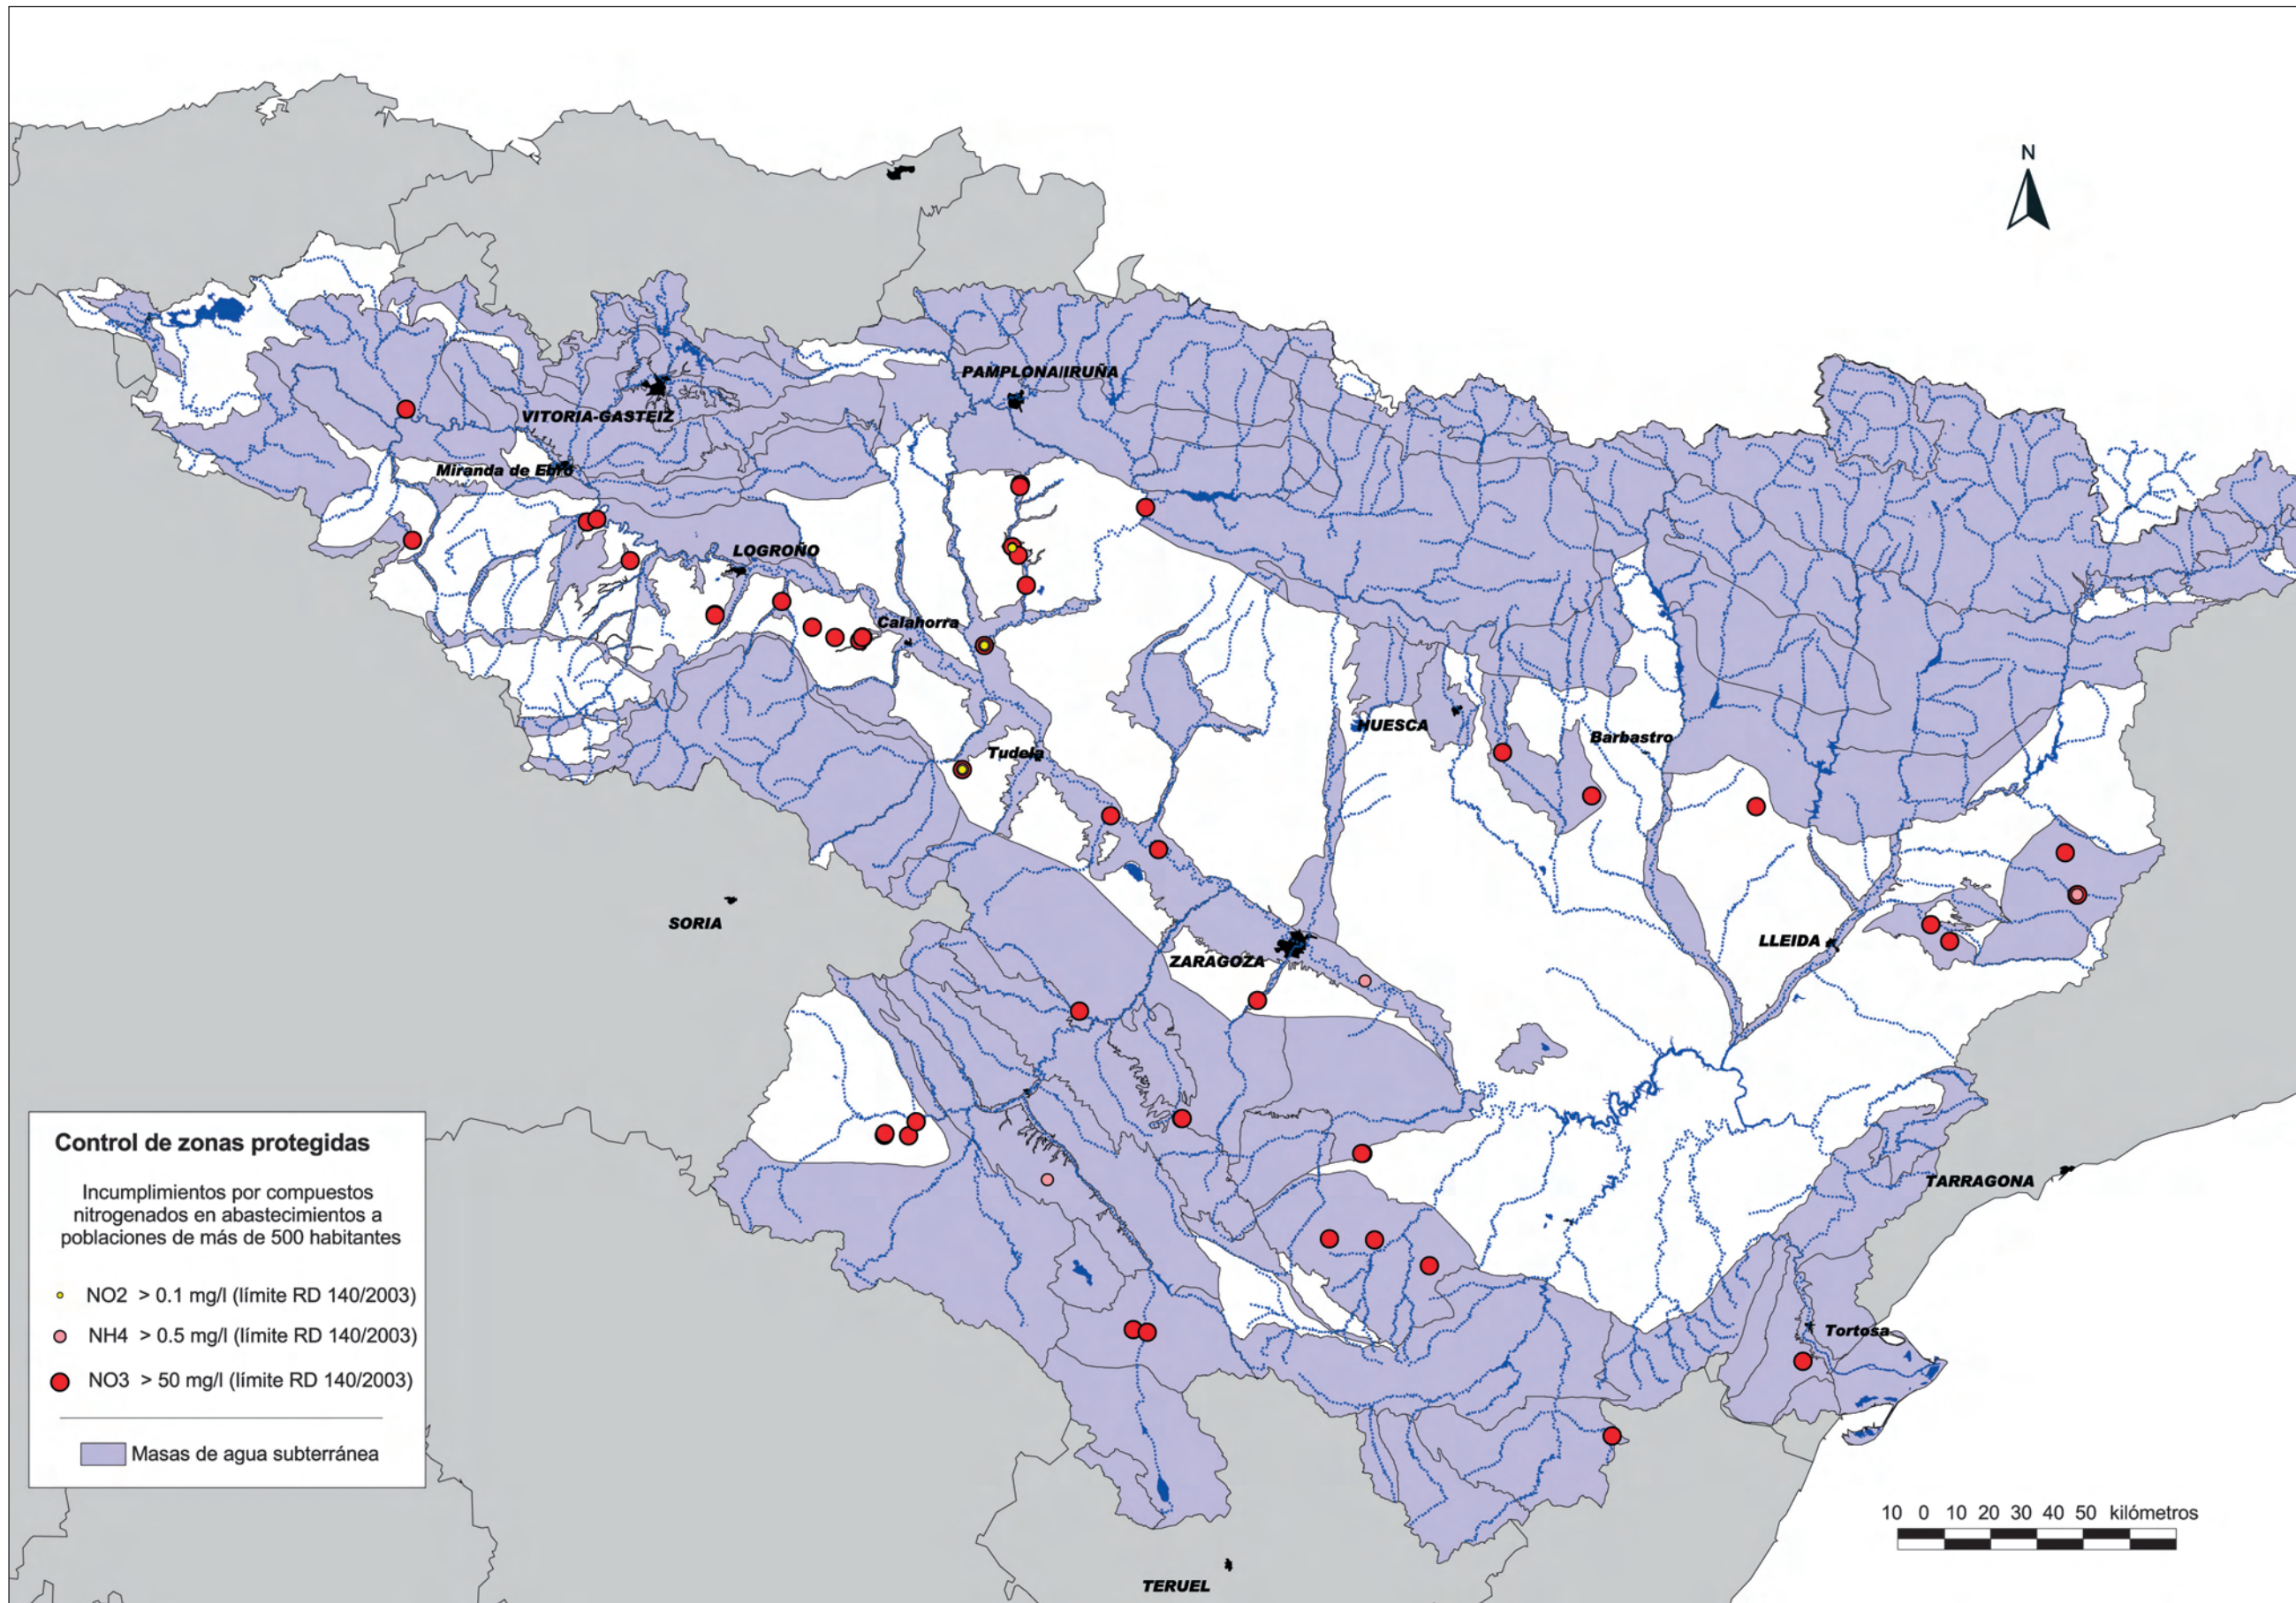 N
PAMPLONA/IRUÑA
VITORIA-GASTEIZ
Miranda de Ebro
LOGROÑO
Calahorra
HUESCA
Barbastro
Tudela
SORIA
ZARAGOZA
LLEIDA
TARRAGONA
Tortosa
TERUEL
Control de zonas protegidas
Incumplimientos por compuestos
nitrogenados en abastecimientos a
poblaciones de más de 500 habitantes
NO2 > 0.1 mg/l (límite RD 140/2003)
NH4 > 0.5 mg/l (límite RD 140/2003)
NO3 > 50 mg/l (límite RD 140/2003)
Masas de agua subterránea
10 0 10 20 30 40 50 kilómetros